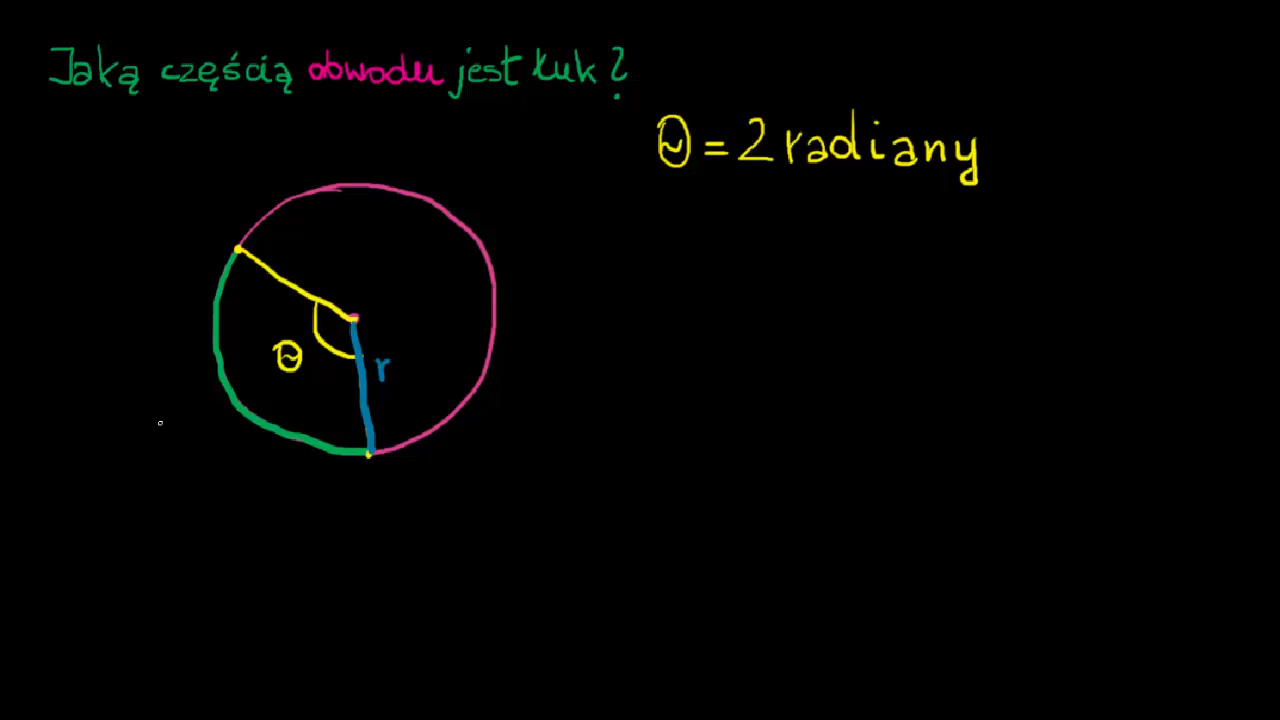 Jaką częścią obwodu jest łuk?
θ = 2 radiany
θ
r